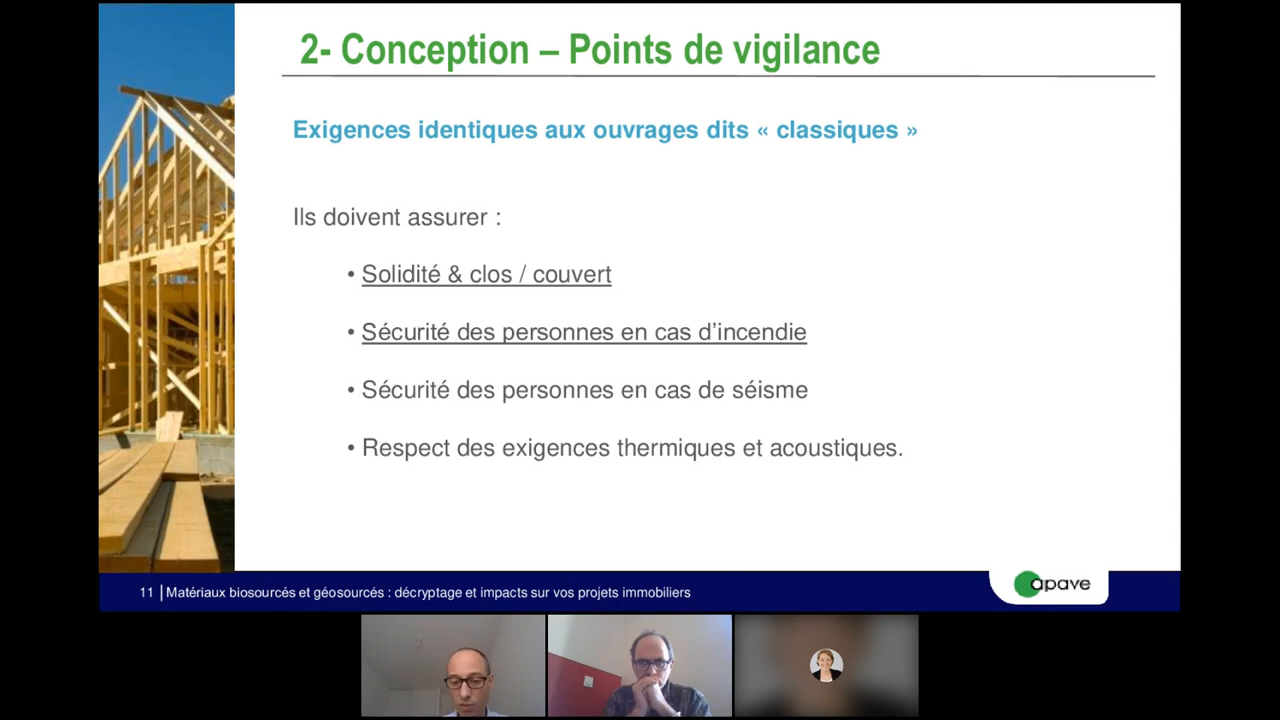 2- Conception – Points de vigilance
Exigences identiques aux ouvrages dits « classiques »
Ils doivent assurer :
• Solidité & clos / couvert
• Sécurité des personnes en cas d’incendie
• Sécurité des personnes en cas de séisme
• Respect des exigences thermiques et acoustiques.
11 | Matériaux biosourcés et géosourcés : décryptage et impacts sur vos projets immobiliers
apave